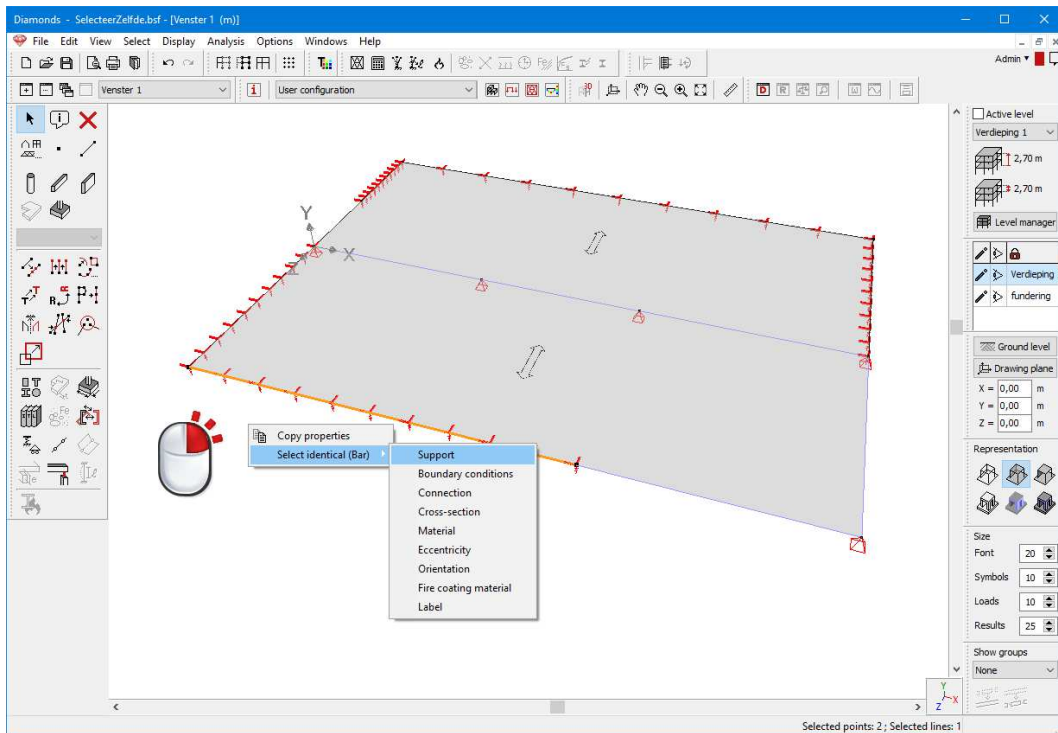 Diamonds - SelecteerZelfde.bsf - [Venster 1 (m)]
File Edit View Select Display Analysis Options Windows Help
Admin
Venster 1
User configuration
Active level
Verdieping 1
2,70 m
2,70 m
Level manager
Verdieping
fundering
Ground level
Drawing plane
X = 0,00 m
Y = 0,00 m
Z = 0,00 m
Representation
Size
Font 20
Symbols 10
Loads 10
Results 25
Show groups
None
Y
X
Z
Copy properties
Select identical (Bar)
Support
Boundary conditions
Connection
Cross-section
Material
Eccentricity
Orientation
Fire coating material
Label
Y
X
Z
Selected points: 2 ; Selected lines: 1